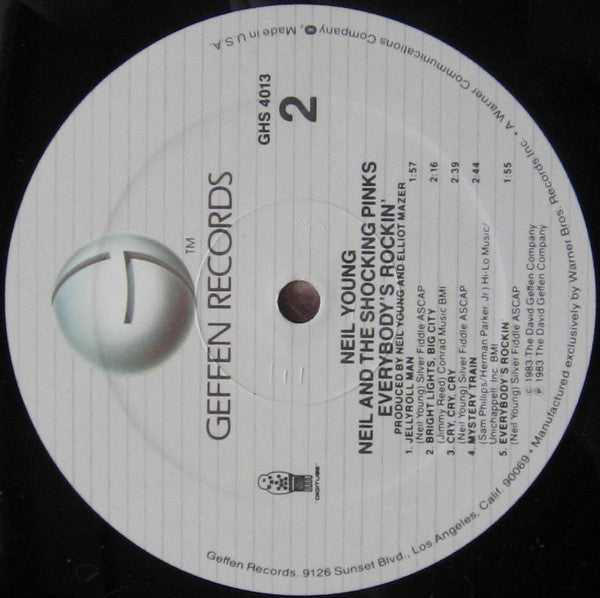 GEFFEN RECORDS
TM
GHS 4013
2
DIGITAL
NEIL YOUNG
NEIL AND THE SHOCKING PINKS
EVERYBODY'S ROCKIN'
PRODUCED BY NEIL YOUNG AND ELLIOT MAZER
1. JELLYROLL MAN 1:57
(Neil Young) Silver Fiddle ASCAP
2. BRIGHT LIGHTS, BIG CITY 2:16
(Jimmy Reed) Conrad Music BMI
3. CRY, CRY, CRY 2:39
(Neil Young) Silver Fiddle ASCAP
4. MYSTERY TRAIN 2:44
(Sam Philips/Herman Parker Jr.) Hi-Lo Music/
Unichappell Inc. BMI
5. EVERYBODY'S ROCKIN' 1:55
(Neil Young) Silver Fiddle ASCAP
© 1983 The David Geffen Company
℗ 1983 The David Geffen Company
Geffen Records. 9126 Sunset Blvd., Los Angeles, Calif. 90069 • Manufactured exclusively by Warner Bros. Records Inc. • A Warner Communications Company, Made in U.S.A.